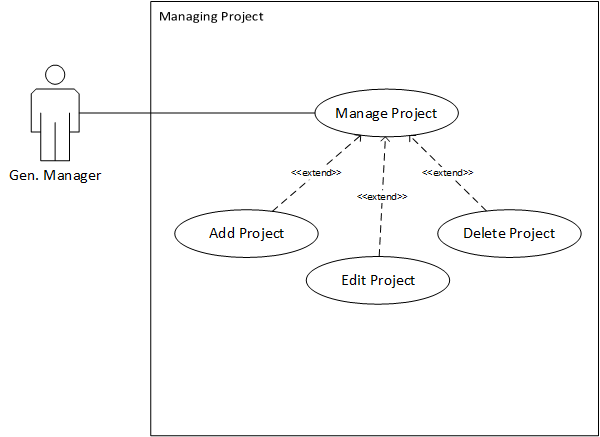 Managing Project
Manage Project
Gen. Manager
<<extend>>
<<extend>>
<<extend>>
Add Project
Delete Project
Edit Project